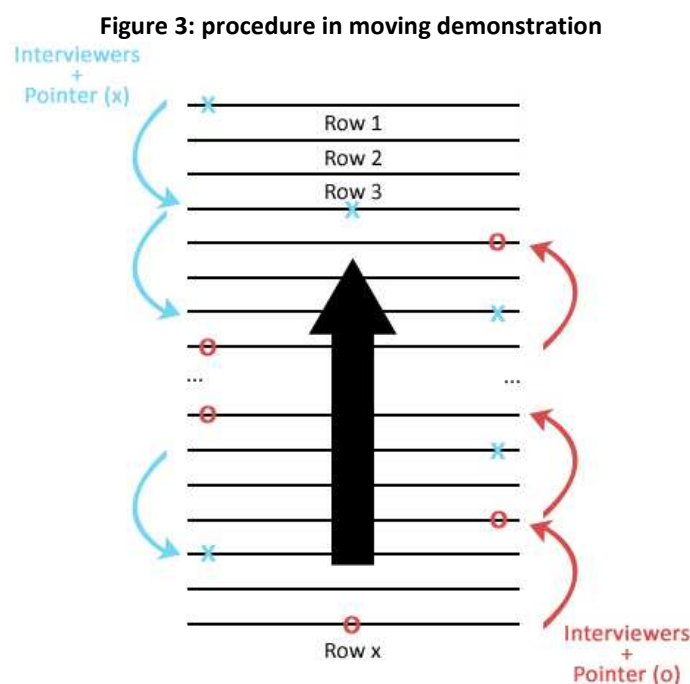 Figure 3: procedure in moving demonstration
Interviewers
+
Pointer (x)
x
Row 1
Row 2
Row 3
x
o
x
o
... ...
o
x
o
x
o
Row x
Interviewers
+
Pointer (o)